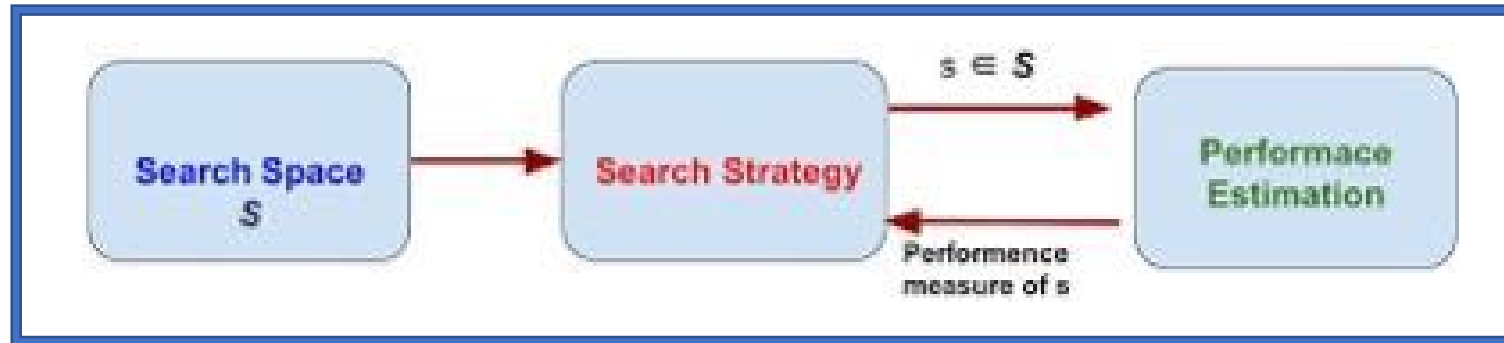 Search Space
S
Search Strategy
s ∈ S
Performace
Estimation
Performence
measure of s